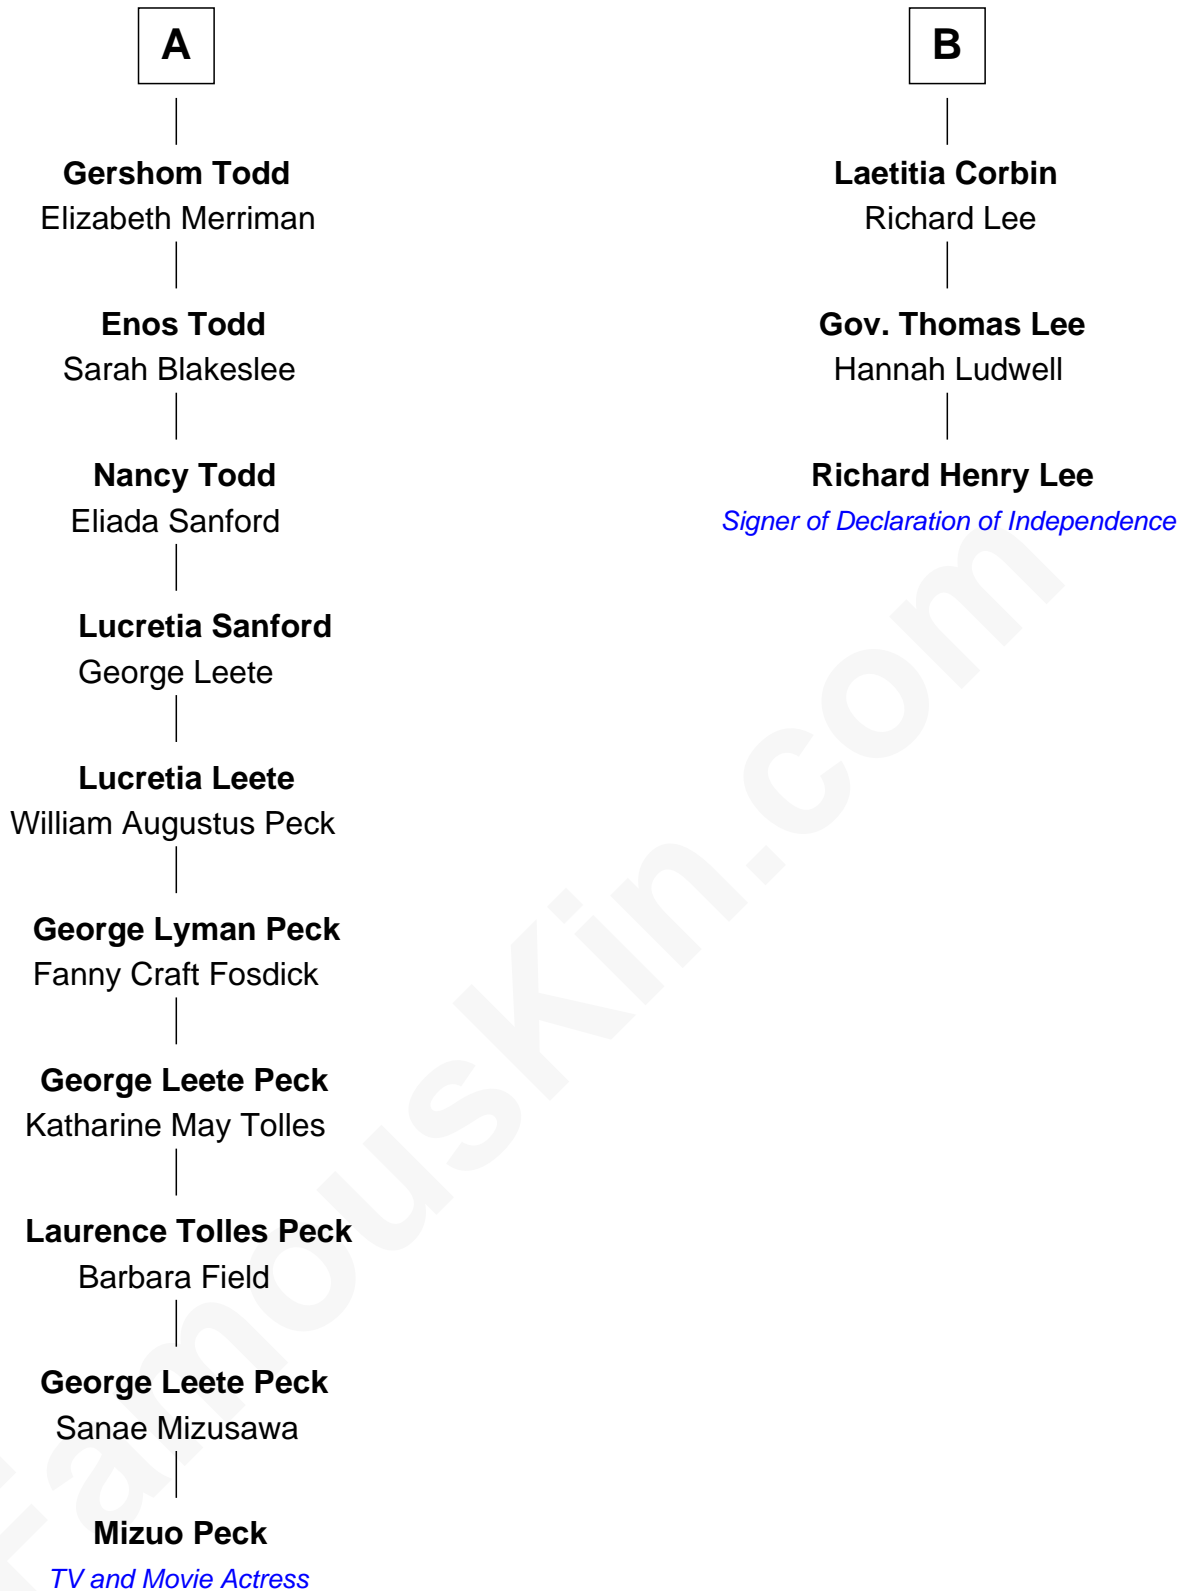 A
Gershom Todd
Elizabeth Merriman
Enos Todd
Sarah Blakeslee
Nancy Todd
Eliada Sanford
Lucretia Sanford
George Leete
Lucretia Leete
William Augustus Peck
George Lyman Peck
Fanny Craft Fosdick
George Leete Peck
Katharine May Tolles
Laurence Tolles Peck
Barbara Field
George Leete Peck
Sanae Mizusawa
Mizuo Peck
TV and Movie Actress
B
Laetitia Corbin
Richard Lee
Gov. Thomas Lee
Hannah Ludwell
Richard Henry Lee
Signer of Declaration of Independence
FamousKin.com